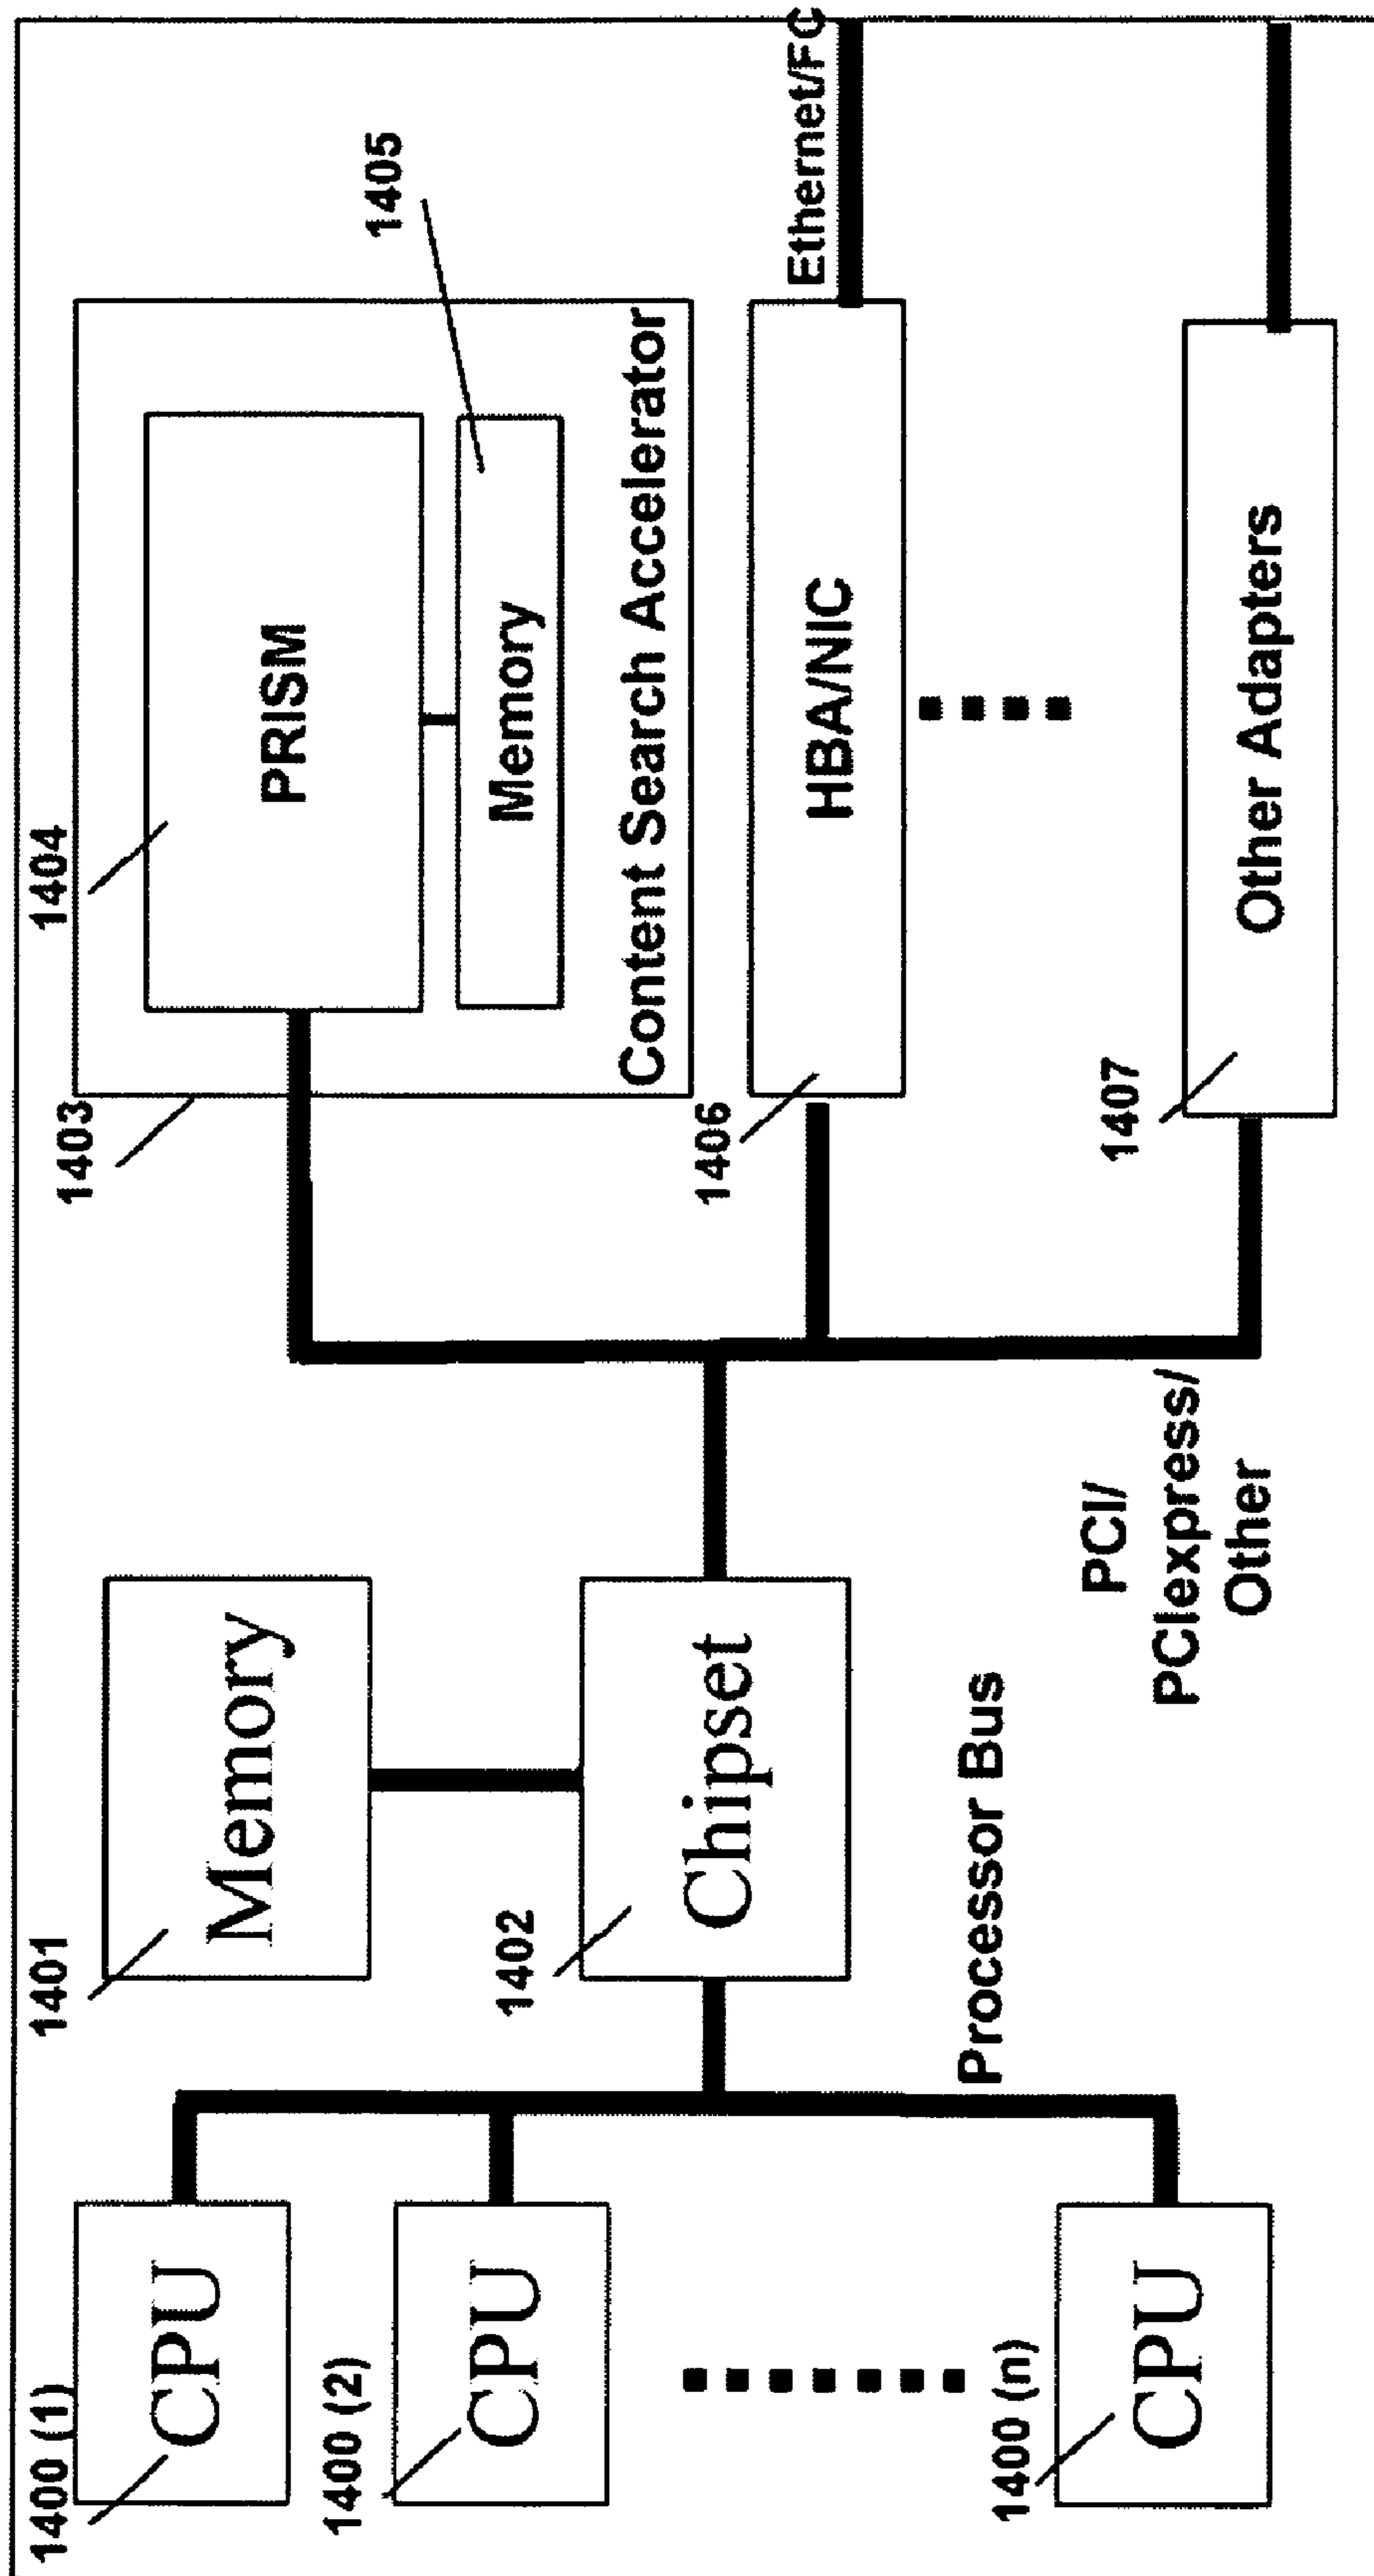 1400 (1)
CPU
1400 (2)
CPU
1400 (n)
CPU
Processor Bus
1401
Memory
1402
Chipset
PCI/
PCIexpress/
Other
1403
1404
PRISM
1405
Memory
Content Search Accelerator
1406
HBA/NIC
Ethernet/FC
1407
Other Adapters